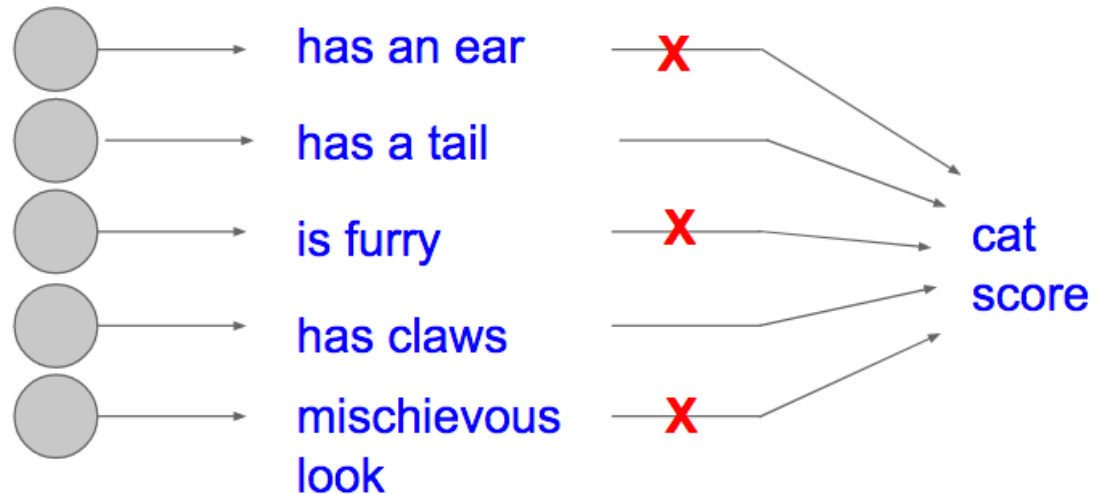 has an ear
X
has a tail
is furry
X
has claws
mischievous
look
X
cat
score